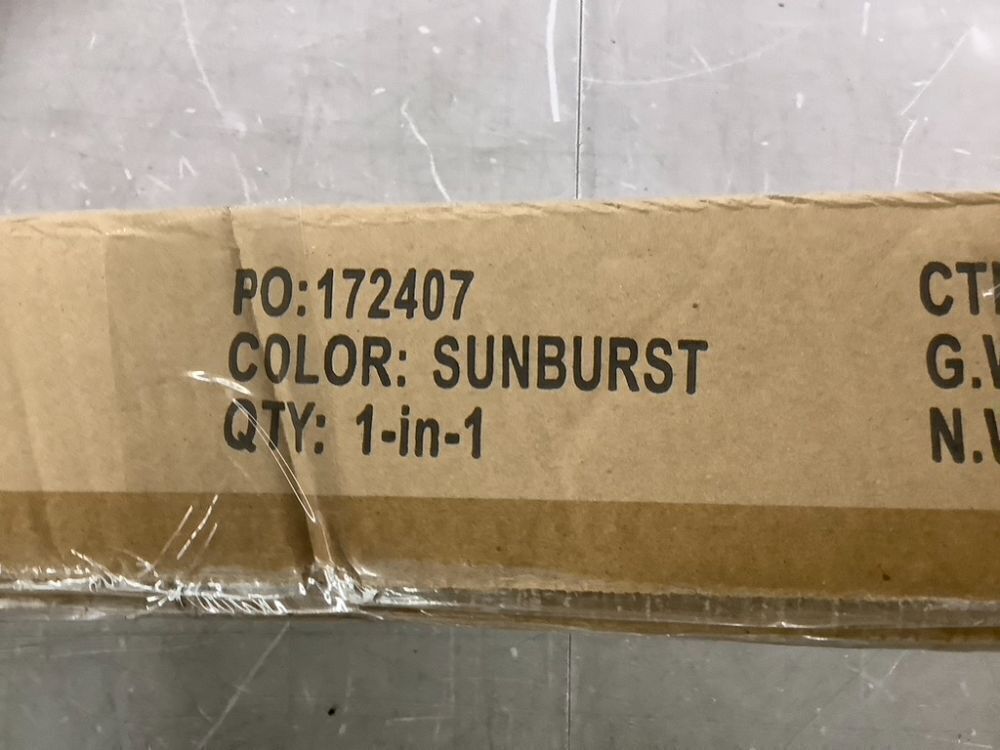 PO:172407
COLOR: SUNBURST
QTY: 1-in-1
G.
N.